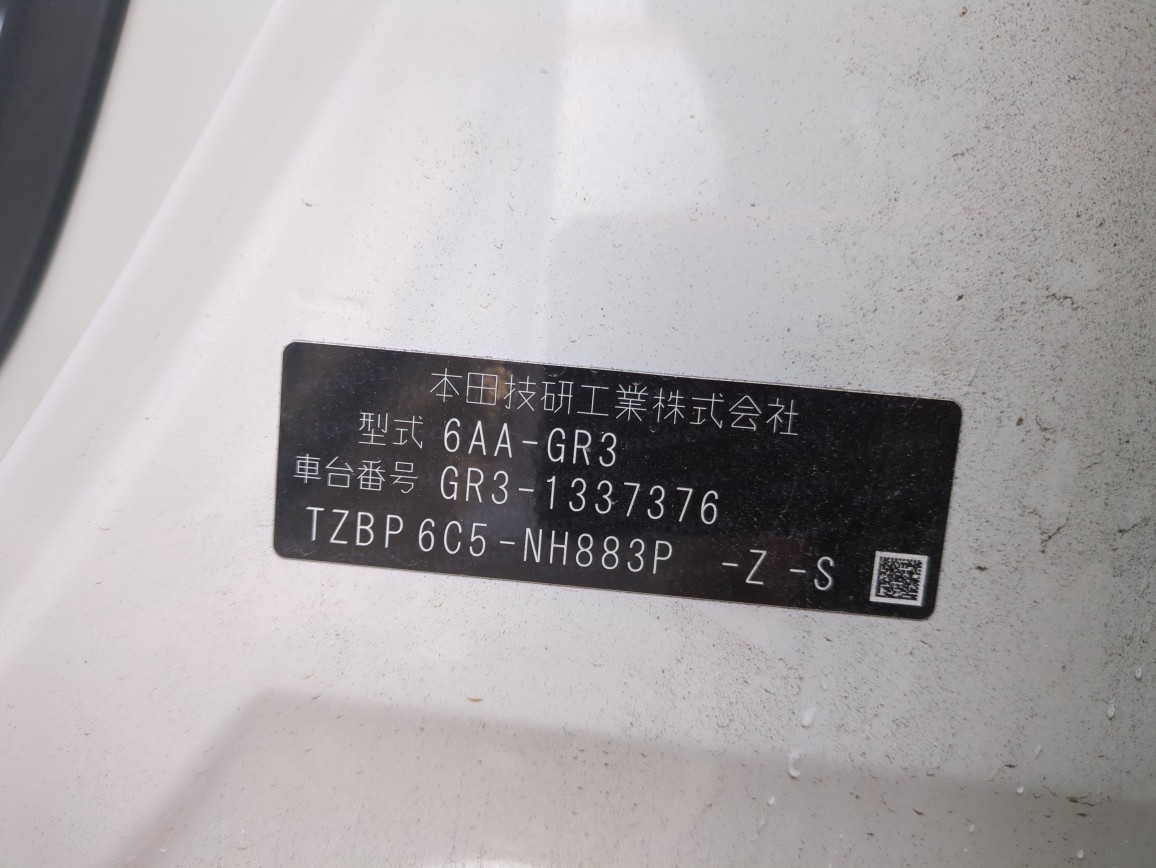 本田技研工業株式会社
型式 6AA-GR3
車台番号 GR3-1337376
TZBP 6C5-NH883P -Z -S